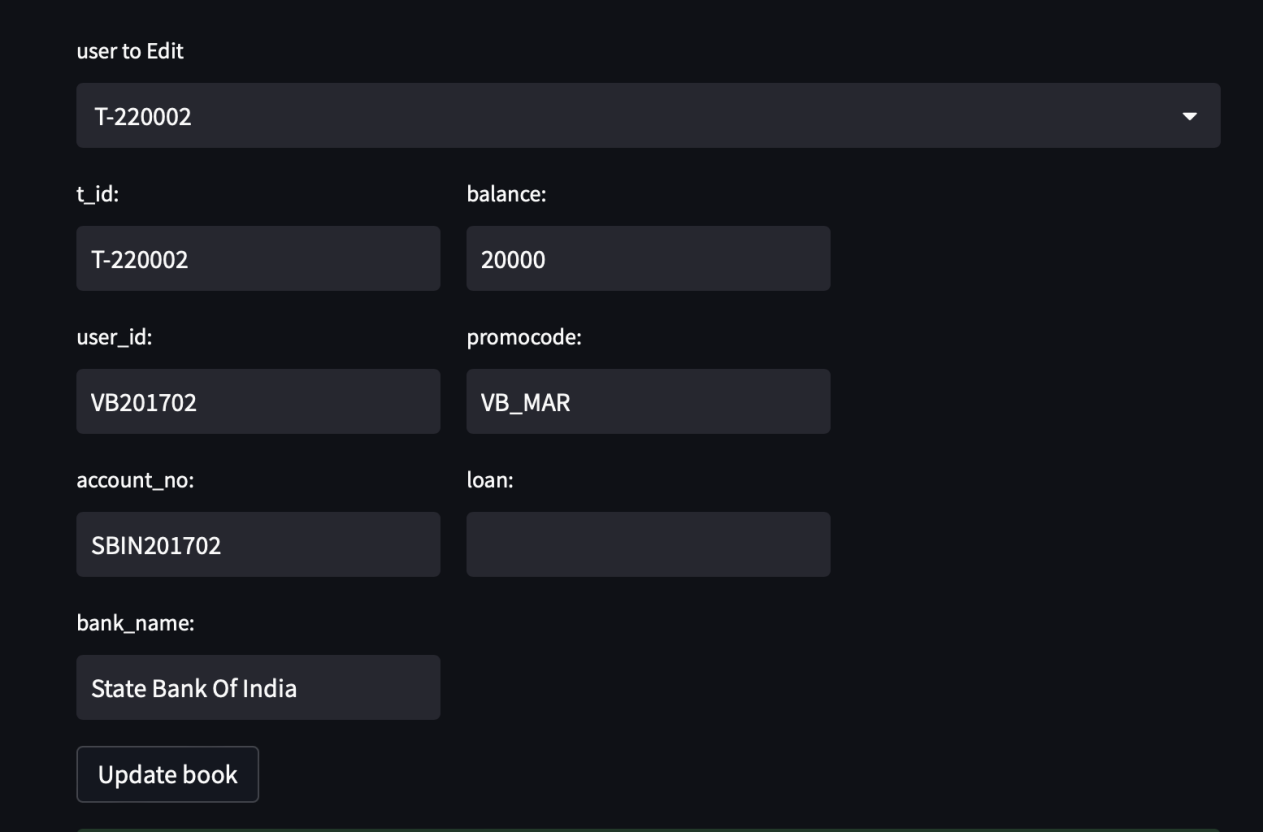 user to Edit
T-220002
t_id:
balance:
T-220002
20000
user_id:
promocode:
VB201702
VB_MAR
account_no:
loan:
SBIN201702
bank_name:
State Bank Of India
Update book